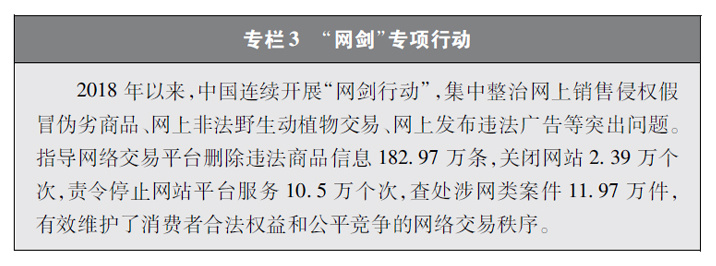 专栏3 “网剑”专项行动
2018年以来,中国连续开展“网剑行动”,集中整治网上销售侵权假
冒伪劣商品、网上非法野生动植物交易、网上发布违法广告等突出问题。
指导网络交易平台删除违法商品信息182.97万条,关闭网站2.39万个
次,责令停止网站平台服务10.5万个次,查处涉网类案件11.97万件,
有效维护了消费者合法权益和公平竞争的网络交易秩序。